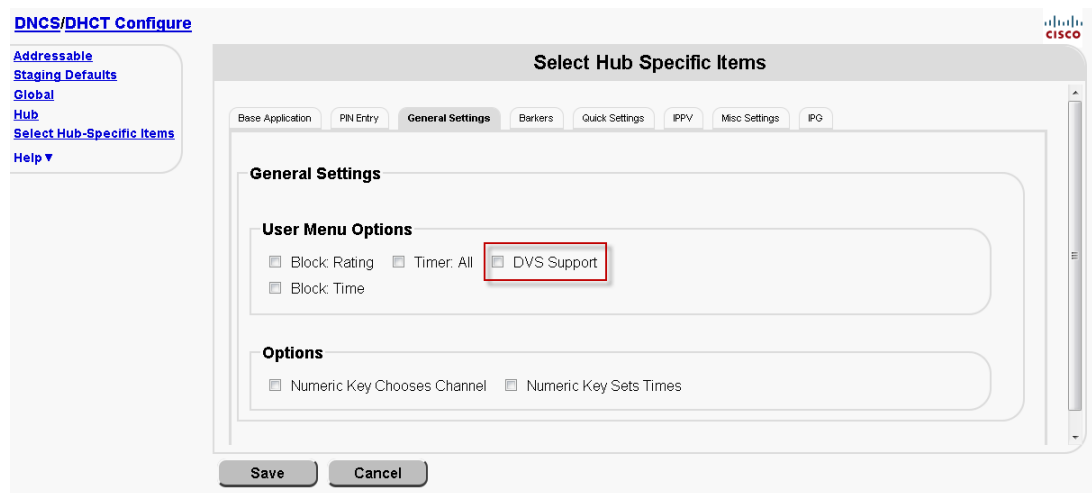 DNCS/DHCT Configure
CISCO
Addressable
Staging Defaults
Global
Hub
Select Hub-Specific Items
Help
Select Hub Specific Items
Base Application PIN Entry General Settings Barkers Quick Settings IPPV Misc Settings IPG
General Settings
User Menu Options
Block: Rating Timer: All DVS Support
Block: Time
Options
Numeric Key Chooses Channel Numeric Key Sets Times
Save Cancel